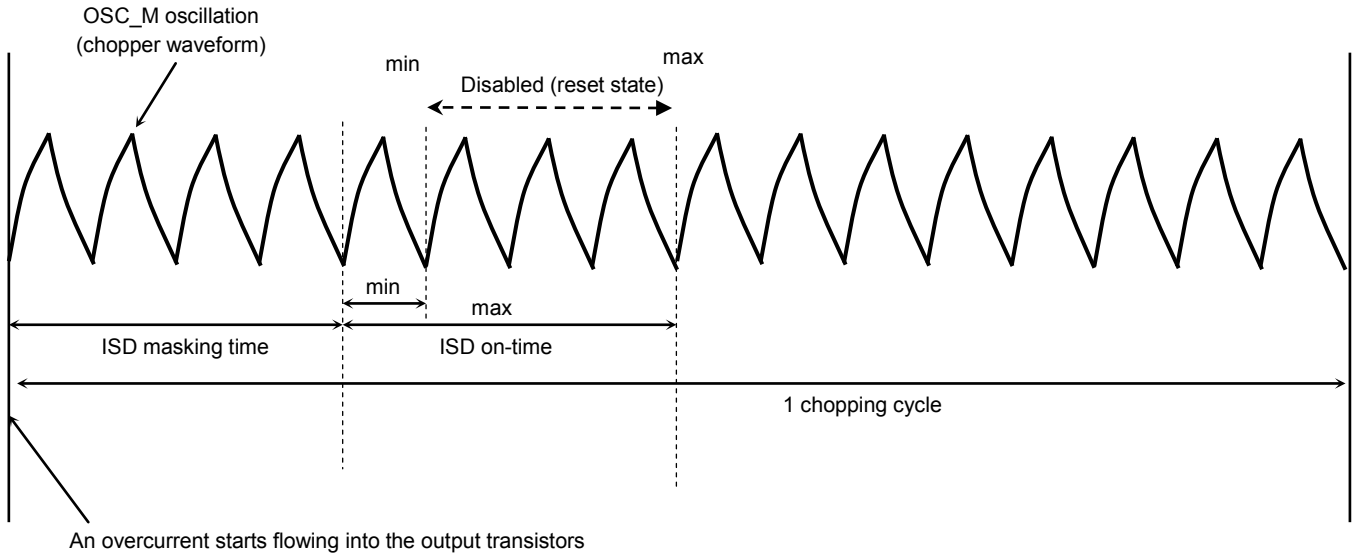 OSC_M oscillation
(chopper waveform)
min
max
Disabled (reset state)
min
max
ISD masking time
ISD on-time
1 chopping cycle
An overcurrent starts flowing into the output transistors